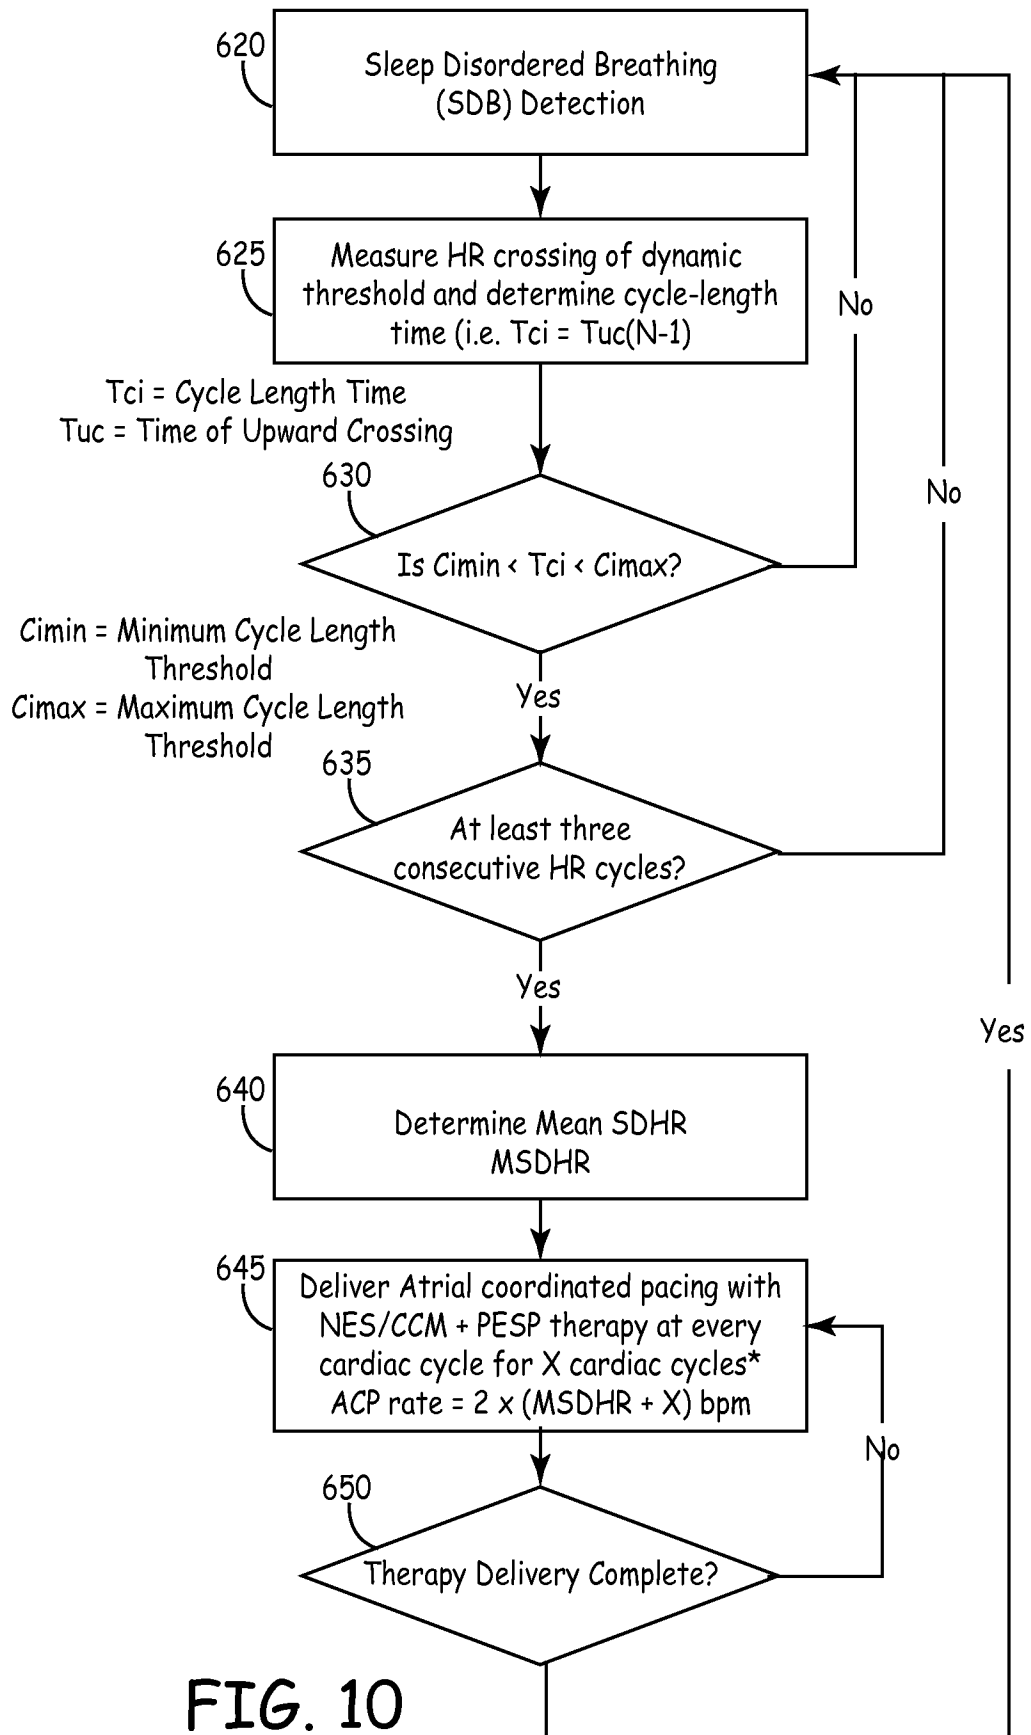 620
Sleep Disordered Breathing
(SDB) Detection
625
Measure HR crossing of dynamic
threshold and determine cycle-length
time (i.e. Tci = Tuc(N-1)
No
Tci = Cycle Length Time
Tuc = Time of Upward Crossing
630
No
Is Cimin < Tci < Cimax?
Cimin = Minimum Cycle Length
Threshold
Yes
Cimax = Maximum Cycle Length
Threshold
635
At least three
consecutive HR cycles?
Yes
Yes
640
Determine Mean SDHR
MSDHR
645
Deliver Atrial coordinated pacing with
NES/CCM + PESP therapy at every
cardiac cycle for X cardiac cycles*
ACP rate = 2 x (MSDHR + X) bpm
No
650
Therapy Delivery Complete?
FIG. 10